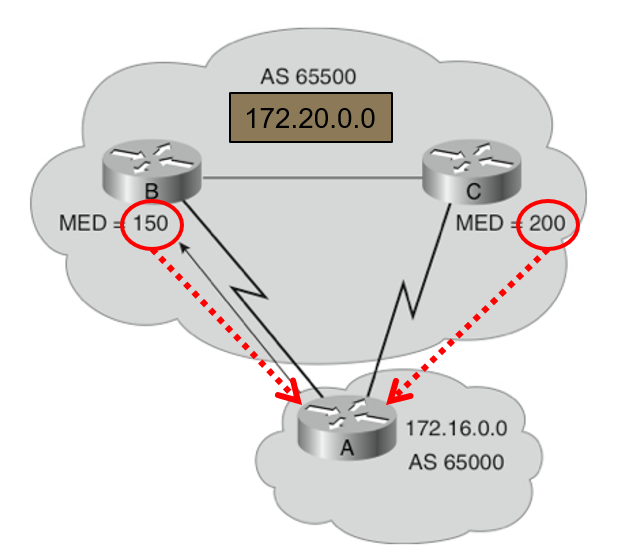 AS 65500
172.20.0.0
B
C
MED = 150
MED = 200
A
172.16.0.0
AS 65000